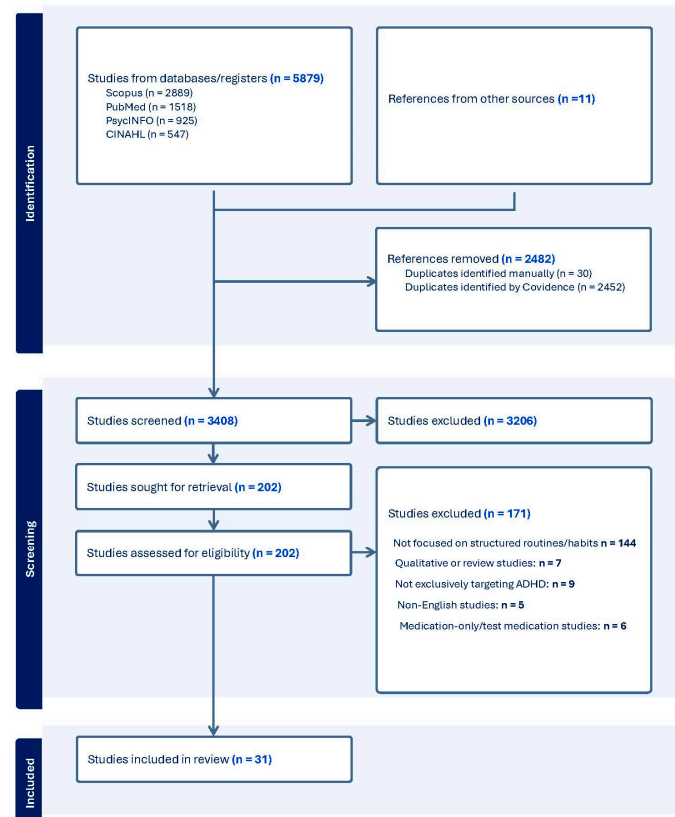 Identification
Studies from databases/registers (n = 5879)
Scopus (n = 2889)
PubMed (n = 1518)
PsycINFO (n = 925)
CINAHL (n = 547)
References from other sources (n =11)
References removed (n = 2482)
Duplicates identified manually (n = 30)
Duplicates identified by Covidence (n = 2452)
Screening
Studies screened (n = 3408)
Studies excluded (n = 3206)
Studies sought for retrieval (n = 202)
Studies assessed for eligibility (n = 202)
Studies excluded (n = 171)
Not focused on structured routines/habits n = 144
Qualitative or review studies: n = 7
Not exclusively targeting ADHD: n = 9
Non-English studies: n = 5
Medication-only/test medication studies: n = 6
Included
Studies included in review (n = 31)